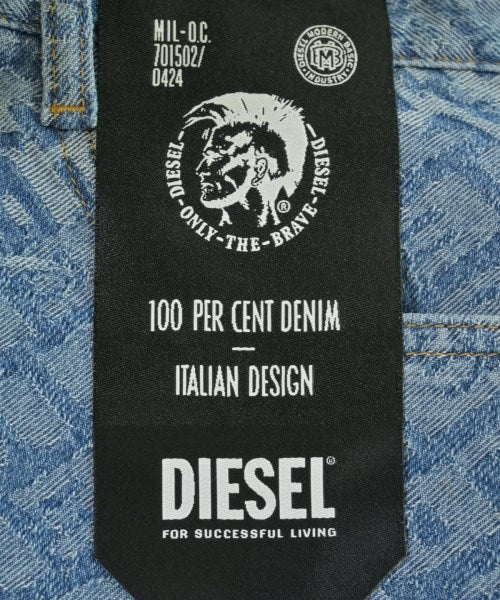 MIL-O.C.
701502/
0424
DIESEL MODERN BASIC
DMB
INDUSTRY
DIESEL-ONLY-THE-BRAVE-DIESEL
®
100 PER CENT DENIM
ITALIAN DESIGN
DIESEL®
FOR SUCCESSFUL LIVING